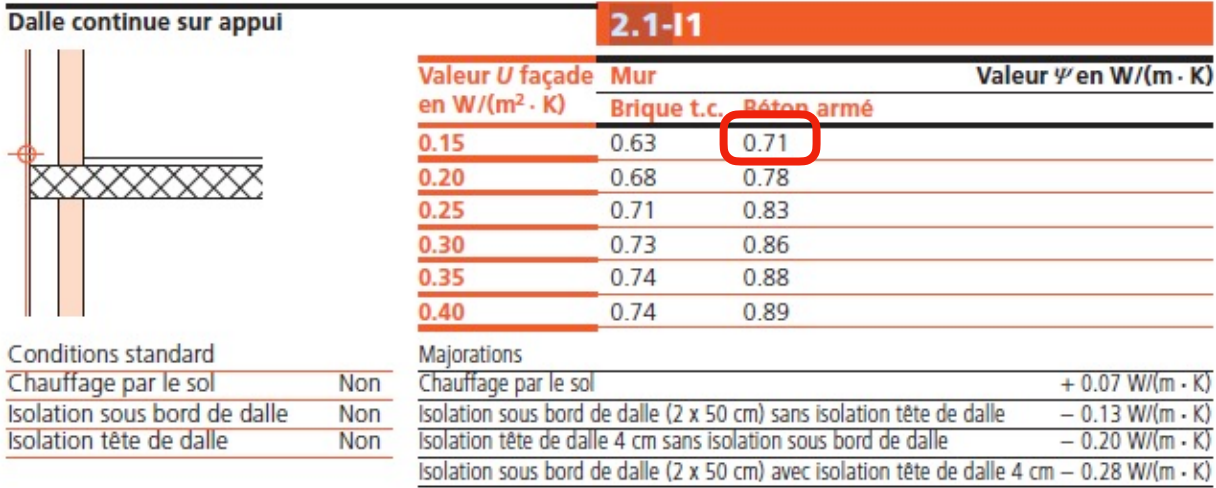 Dalle continue sur appui 2.1-I1
Valeur U façade Mur Valeur Ψ en W/(m · K)
en W/(m² · K) Brique t.c. Béton armé
0.15 0.63 0.71
0.20 0.68 0.78
0.25 0.71 0.83
0.30 0.73 0.86
0.35 0.74 0.88
0.40 0.74 0.89
Conditions standard Majorations
Chauffage par le sol Non Chauffage par le sol + 0.07 W/(m · K)
Isolation sous bord de dalle Non Isolation sous bord de dalle (2 x 50 cm) sans isolation tête de dalle − 0.13 W/(m · K)
Isolation tête de dalle Non Isolation tête de dalle 4 cm sans isolation sous bord de dalle − 0.20 W/(m · K)
Isolation sous bord de dalle (2 x 50 cm) avec isolation tête de dalle 4 cm − 0.28 W/(m · K)